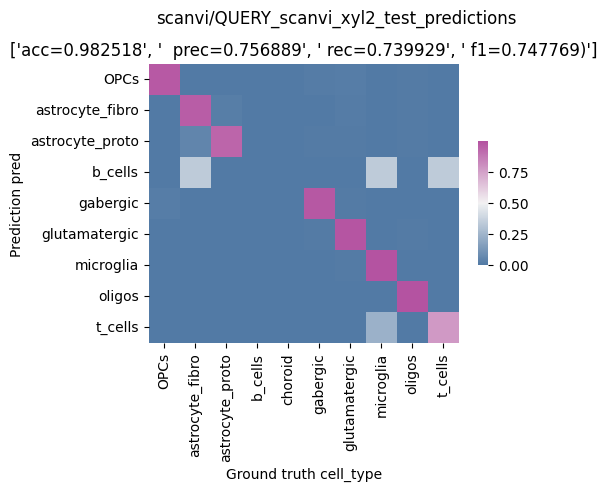 scanvi/QUERY_scanvi_xyl2_test_predictions
['acc=0.982518', '  prec=0.756889', ' rec=0.739929', ' f1=0.747769)']
OPCs
astrocyte_fibro
astrocyte_proto
b_cells
gabergic
glutamatergic
microglia
oligos
t_cells
Prediction pred
0.75
0.50
0.25
0.00
OPCs
astrocyte_fibro
astrocyte_proto
b_cells
choroid
gabergic
glutamatergic
microglia
oligos
t_cells
Ground truth cell_type